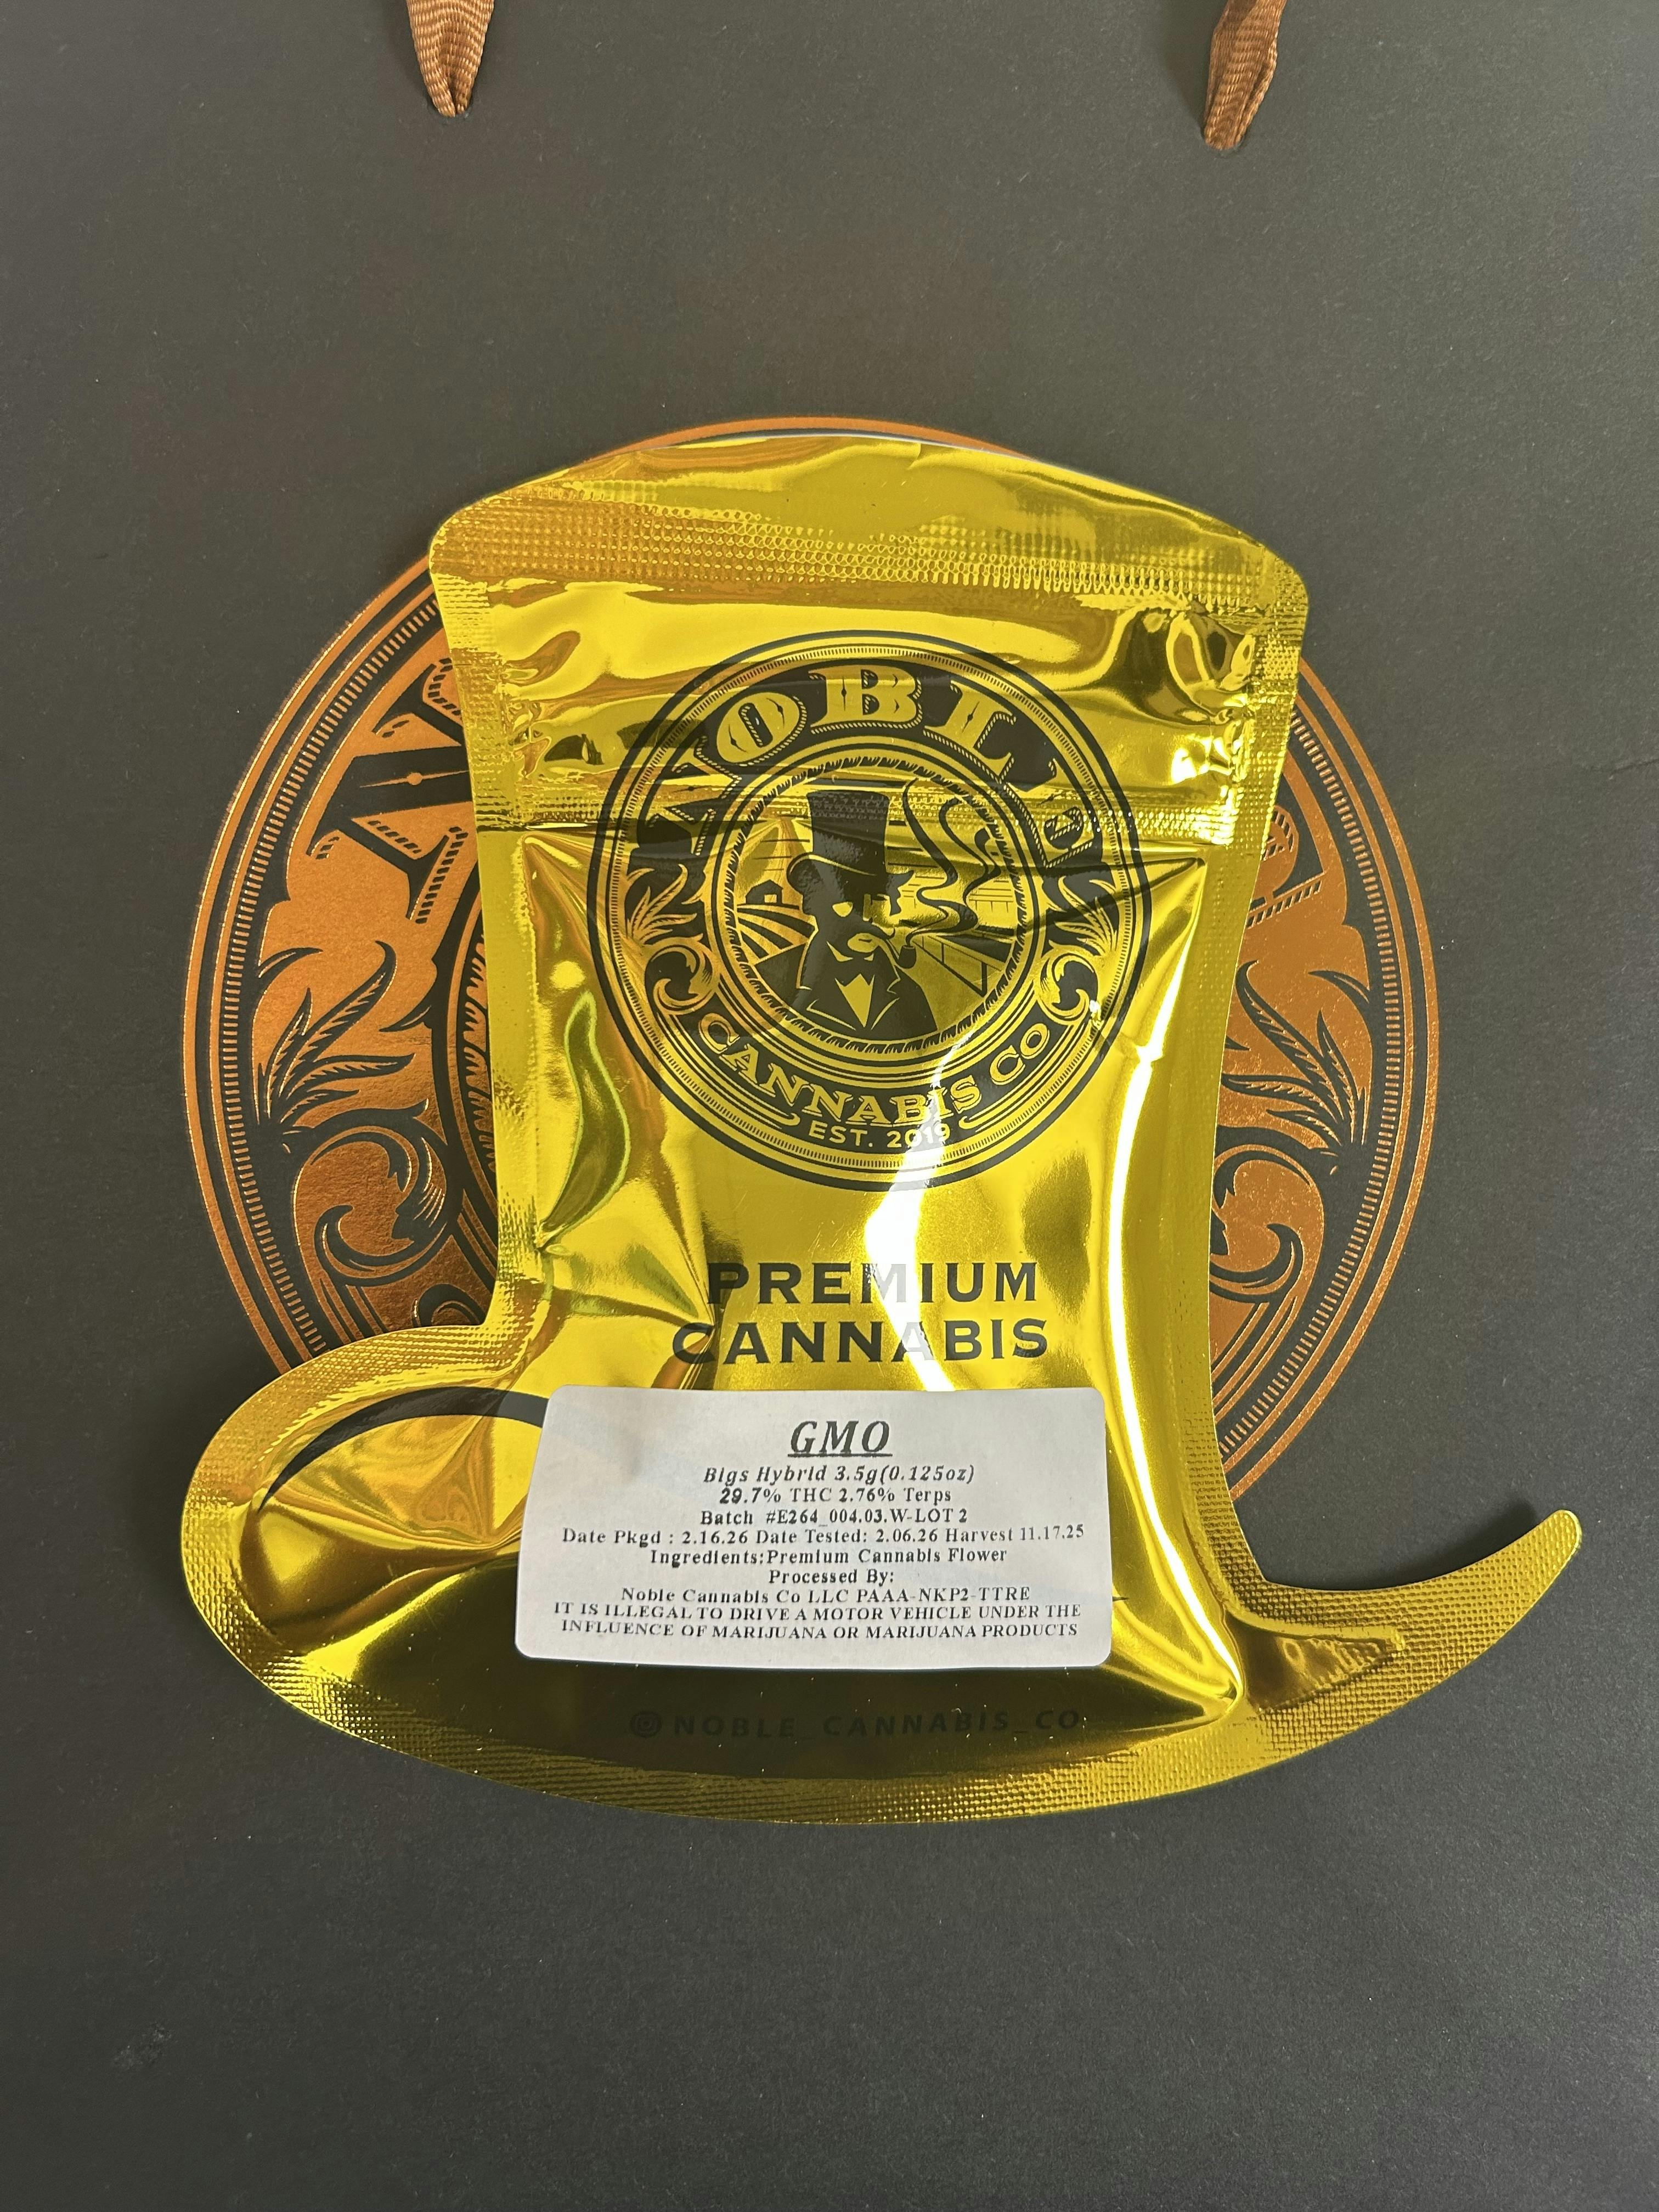 NOBLE
CANNABIS CO
EST. 2019
PREMIUM
CANNABIS
GMO
Bigs Hybrid 3.5g(0.125oz)
29.7% THC 2.76% Terps
Batch #E264_004.03.W-LOT 2
Date Pkgd : 2.16.26 Date Tested: 2.06.26 Harvest 11.17.25
Ingredients:Premium Cannabis Flower
Processed By:
Noble Cannabis Co LLC PAAA-NKP2-TTRE
IT IS ILLEGAL TO DRIVE A MOTOR VEHICLE UNDER THE
INFLUENCE OF MARIJUANA OR MARIJUANA PRODUCTS
@NOBLE_CANNABIS_CO